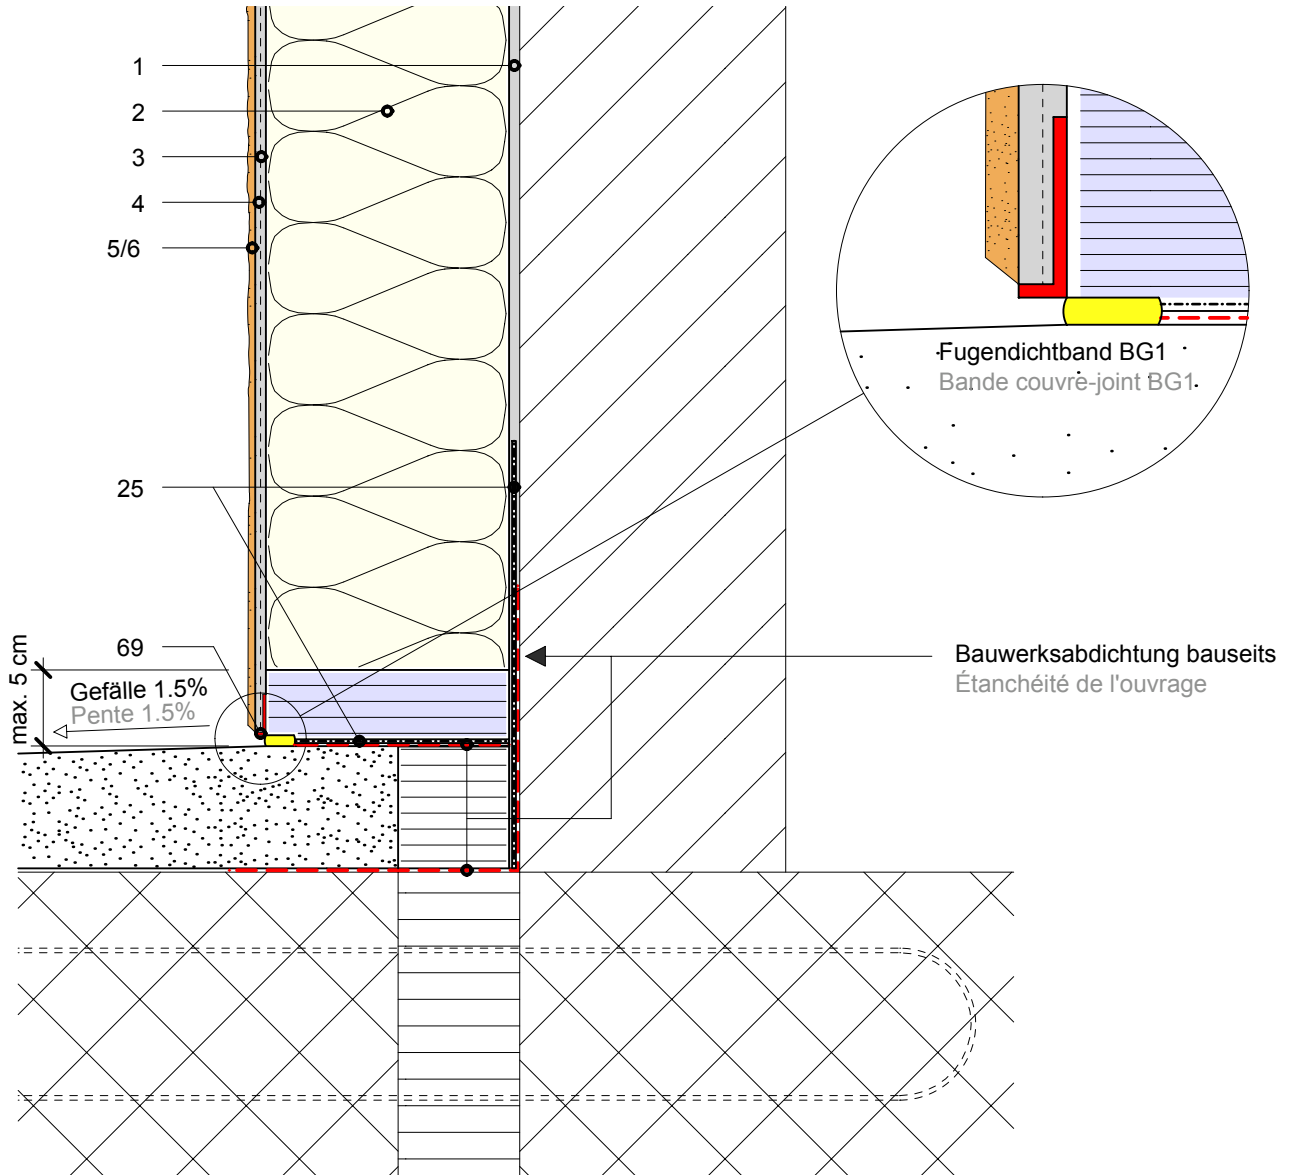 1
2
3
4
5/6
Fugendichtband BG1
Bande couvre-joint BG1
25
69
max. 5 cm
Gefälle 1.5%
Pente 1.5%
Bauwerksabdichtung bauseits
Étanchéité de l'ouvrage